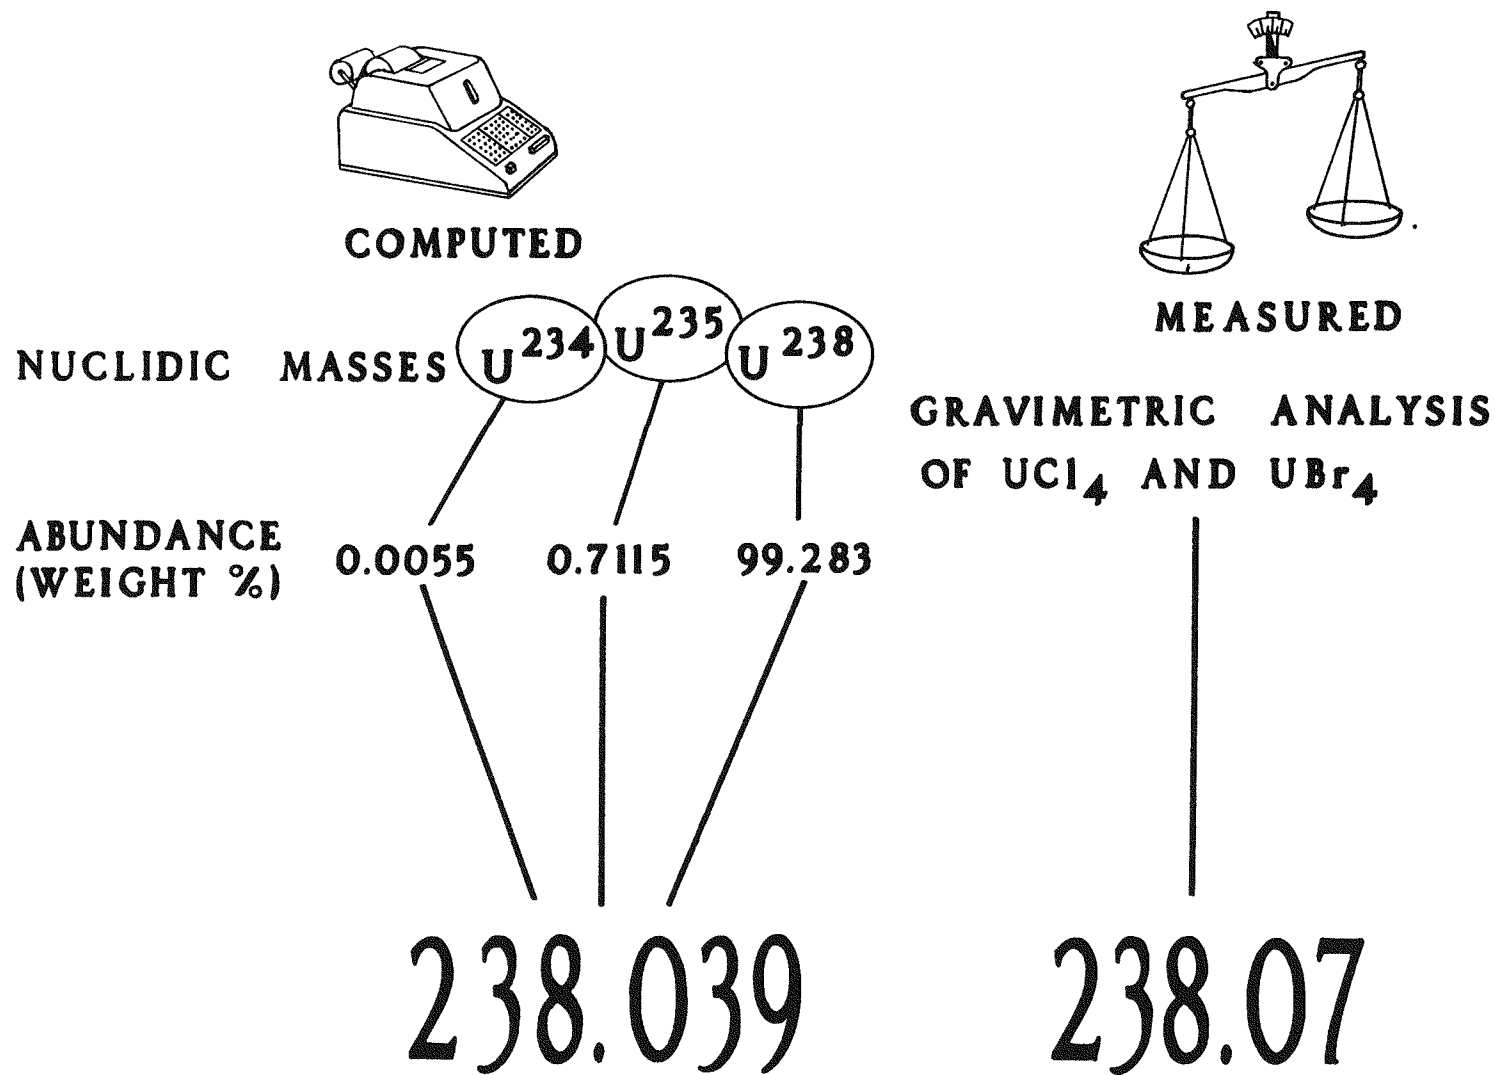 COMPUTED
NUCLIDIC MASSES U²³⁴ U²³⁵ U²³⁸
ABUNDANCE
(WEIGHT %)
0.0055 0.7115 99.283
238.039
MEASURED
GRAVIMETRIC ANALYSIS
OF UCl₄ AND UBr₄
238.07